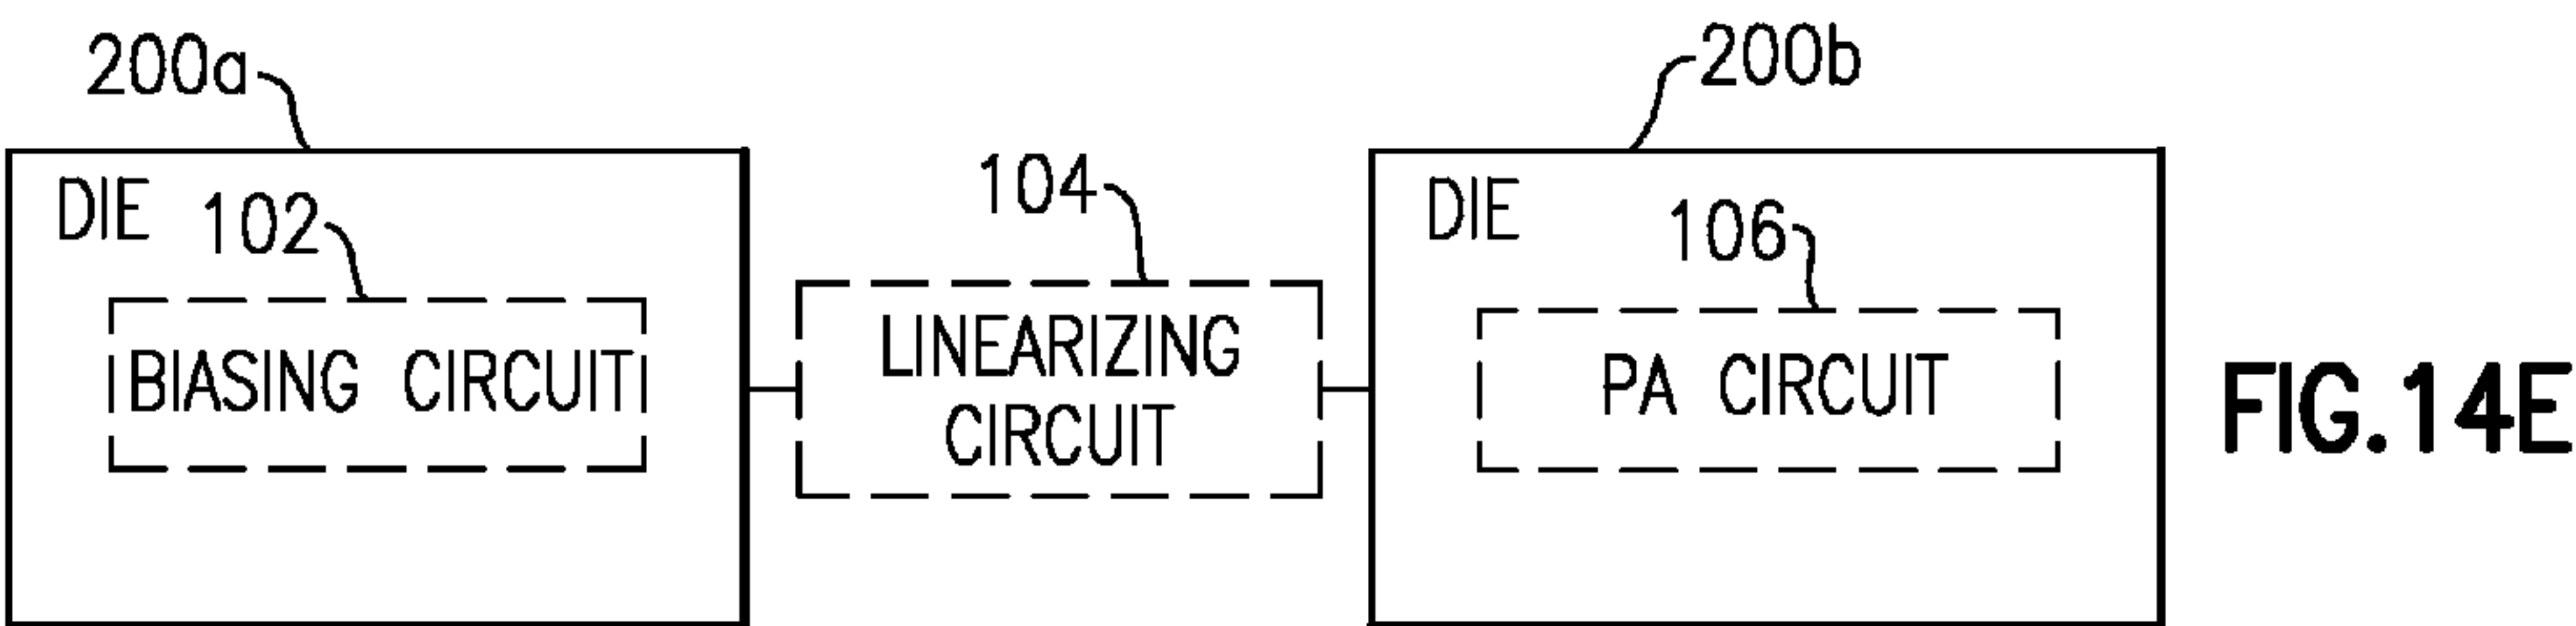 200a
200b
DIE
102
BIASING CIRCUIT
104
LINEARIZING
CIRCUIT
DIE
106
PA CIRCUIT
FIG.14E